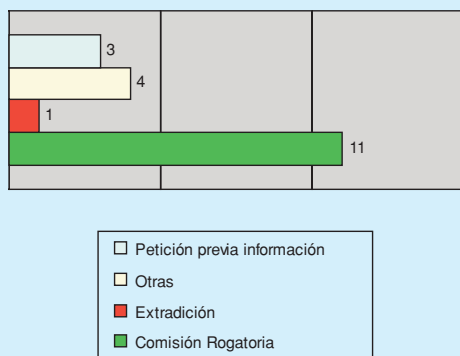 3
4
1
11
Petición previa información
Otras
Extradición
Comisión Rogatoria